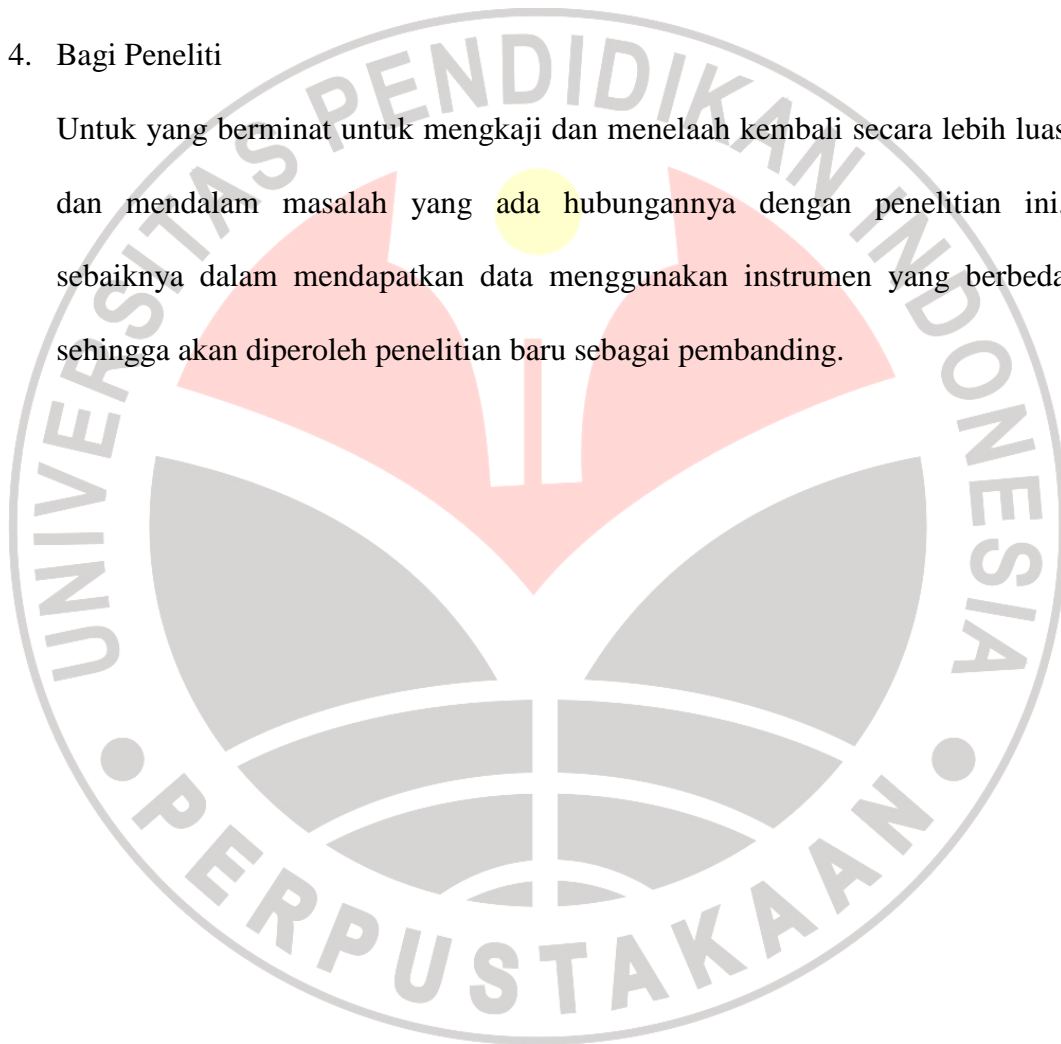 4. Bagi Peneliti
Untuk yang berminat untuk mengkaji dan menelaah kembali secara lebih luas
dan mendalam masalah yang ada hubungannya dengan penelitian ini,
sebaiknya dalam mendapatkan data menggunakan instrumen yang berbeda
sehingga akan diperoleh penelitian baru sebagai pembanding.
UNIVERSITAS PENDIDIKAN INDONESIA
PERPUSTAKAAN